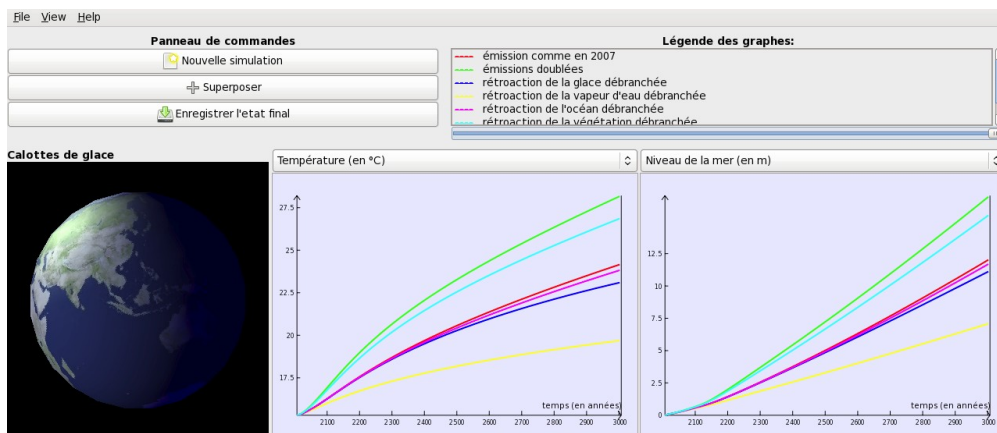 File View Help
Panneau de commandes
Nouvelle simulation
Superposer
Enregistrer l'etat final
Légende des graphes:
émission comme en 2007
émissions doublées
rétroaction de la glace débranchée
rétroaction de la vapeur d'eau débranchée
rétroaction de l'océan débranchée
rétroaction de la végétation débranchée
Calottes de glace
Température (en °C)
27.5
25
22.5
20
17.5
temps (en années)
2100 2200 2300 2400 2500 2600 2700 2800 2900 3000
Niveau de la mer (en m)
12.5
10
7.5
5
2.5
0
temps (en années)
2100 2200 2300 2400 2500 2600 2700 2800 2900 3000